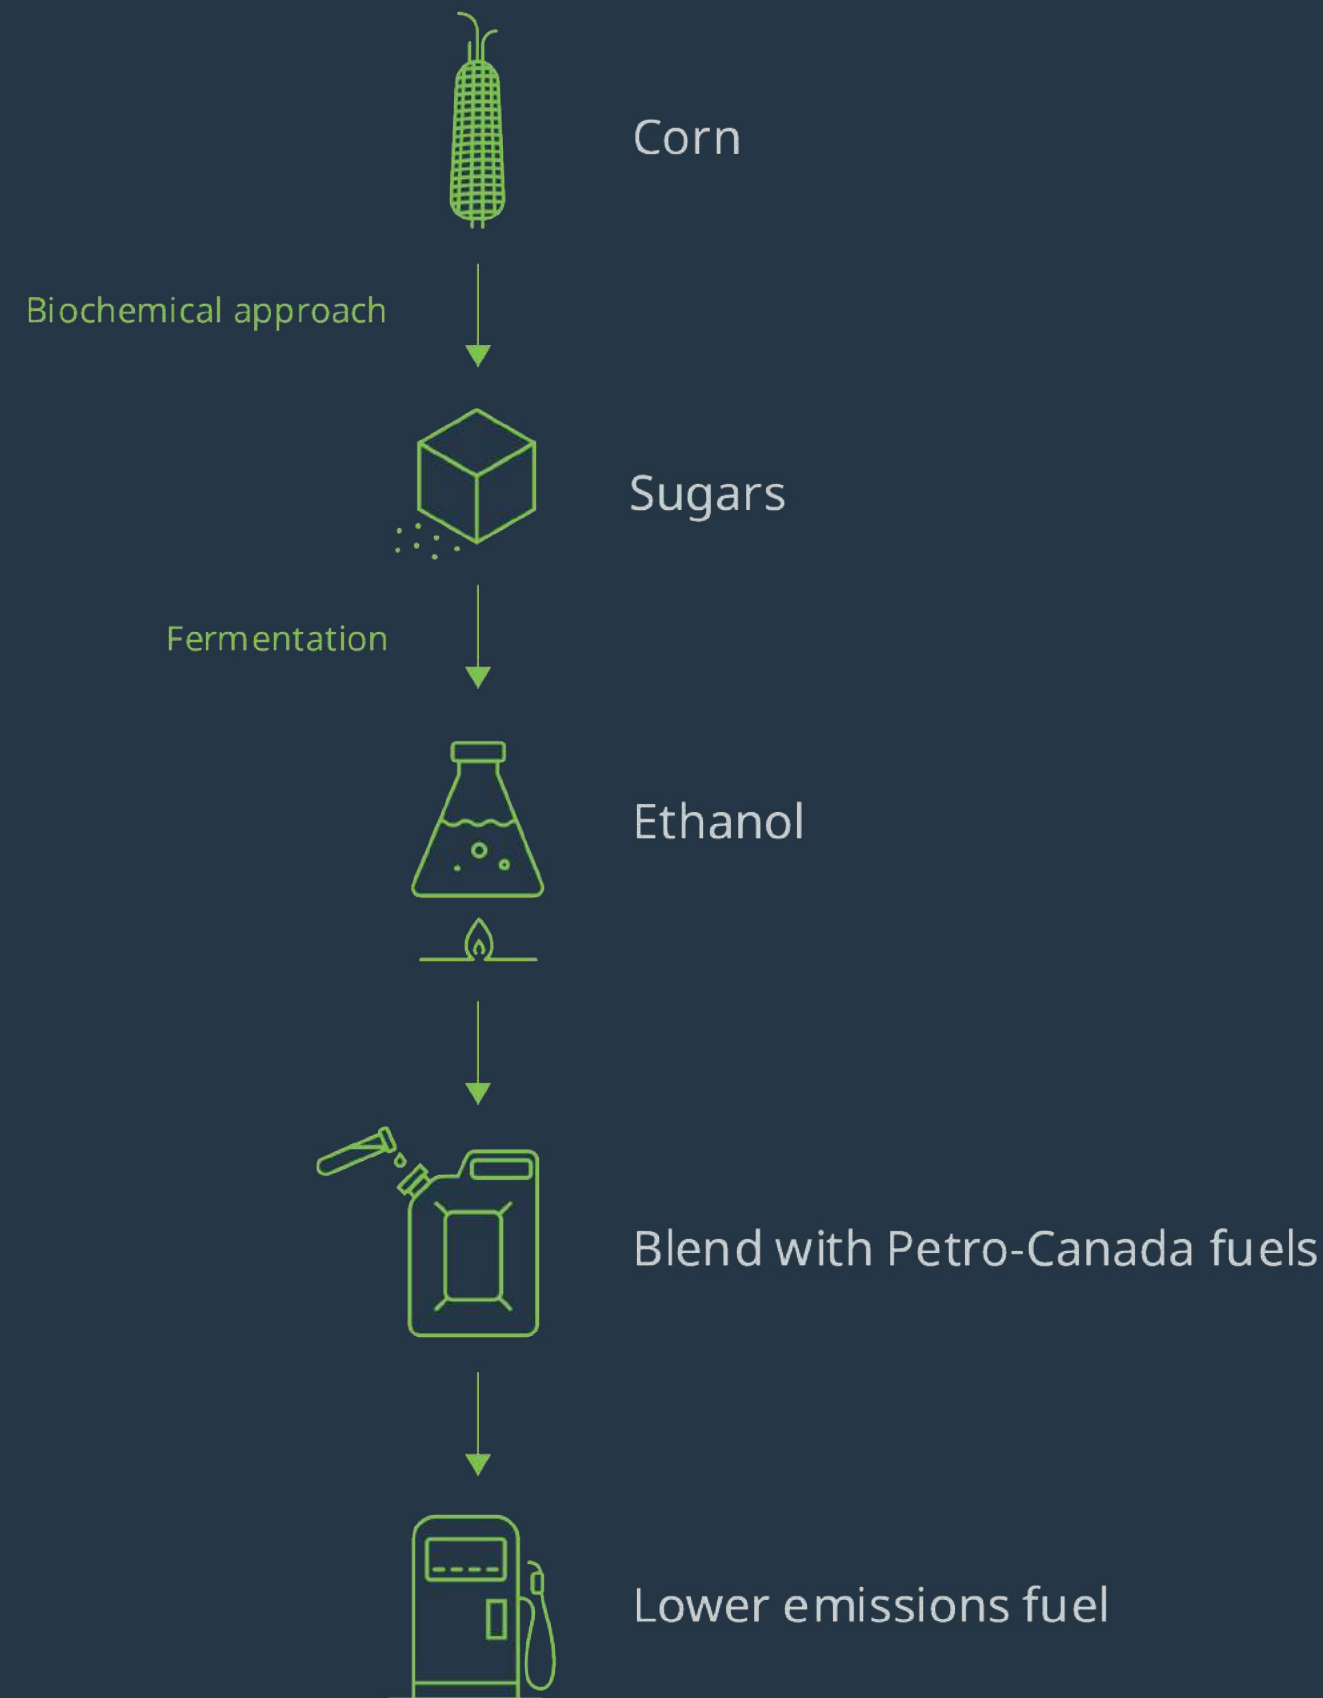 Corn
Biochemical approach
Sugars
Fermentation
Ethanol
Blend with Petro-Canada fuels
Lower emissions fuel